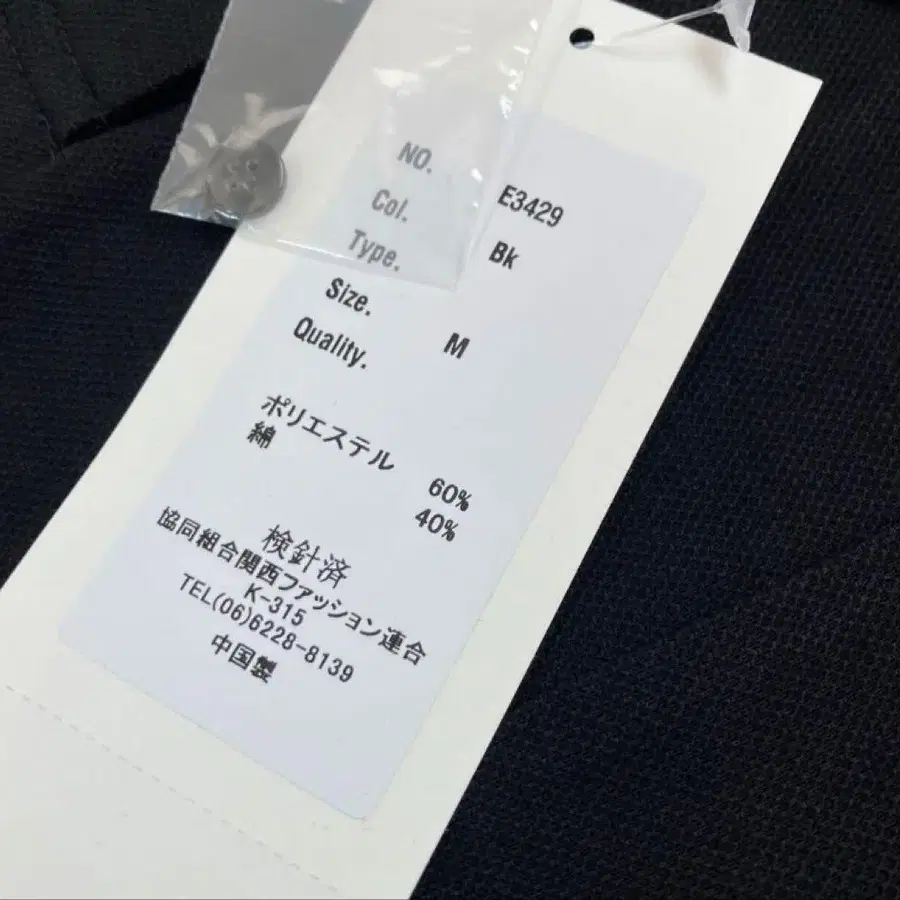 NO. E3429
Col. Bk
Type.
Size. M
Quality.
ポリエステル 60%
綿 40%
検針済
協同組合関西ファッション連合
K-315
TEL(06)6228-8139
中国製